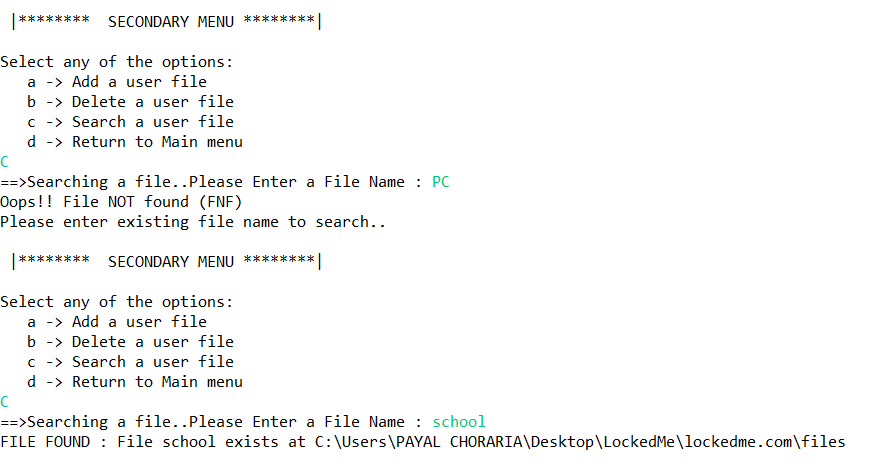 |******** SECONDARY MENU ********|
Select any of the options:
a -> Add a user file
b -> Delete a user file
c -> Search a user file
d -> Return to Main menu
C
==>Searching a file..Please Enter a File Name : PC
Oops!! File NOT found (FNF)
Please enter existing file name to search..
|******** SECONDARY MENU ********|
Select any of the options:
a -> Add a user file
b -> Delete a user file
c -> Search a user file
d -> Return to Main menu
C
==>Searching a file..Please Enter a File Name : school
FILE FOUND : File school exists at C:\Users\PAYAL CHORARIA\Desktop\LockedMe\lockedme.com\files